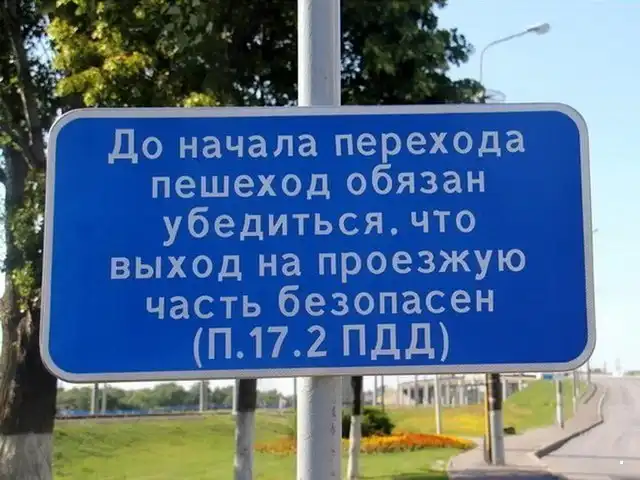 До начала перехода
пешеход обязан
убедиться. что
выход на проезжую
часть безопасен
(П.17.2 ПДД)